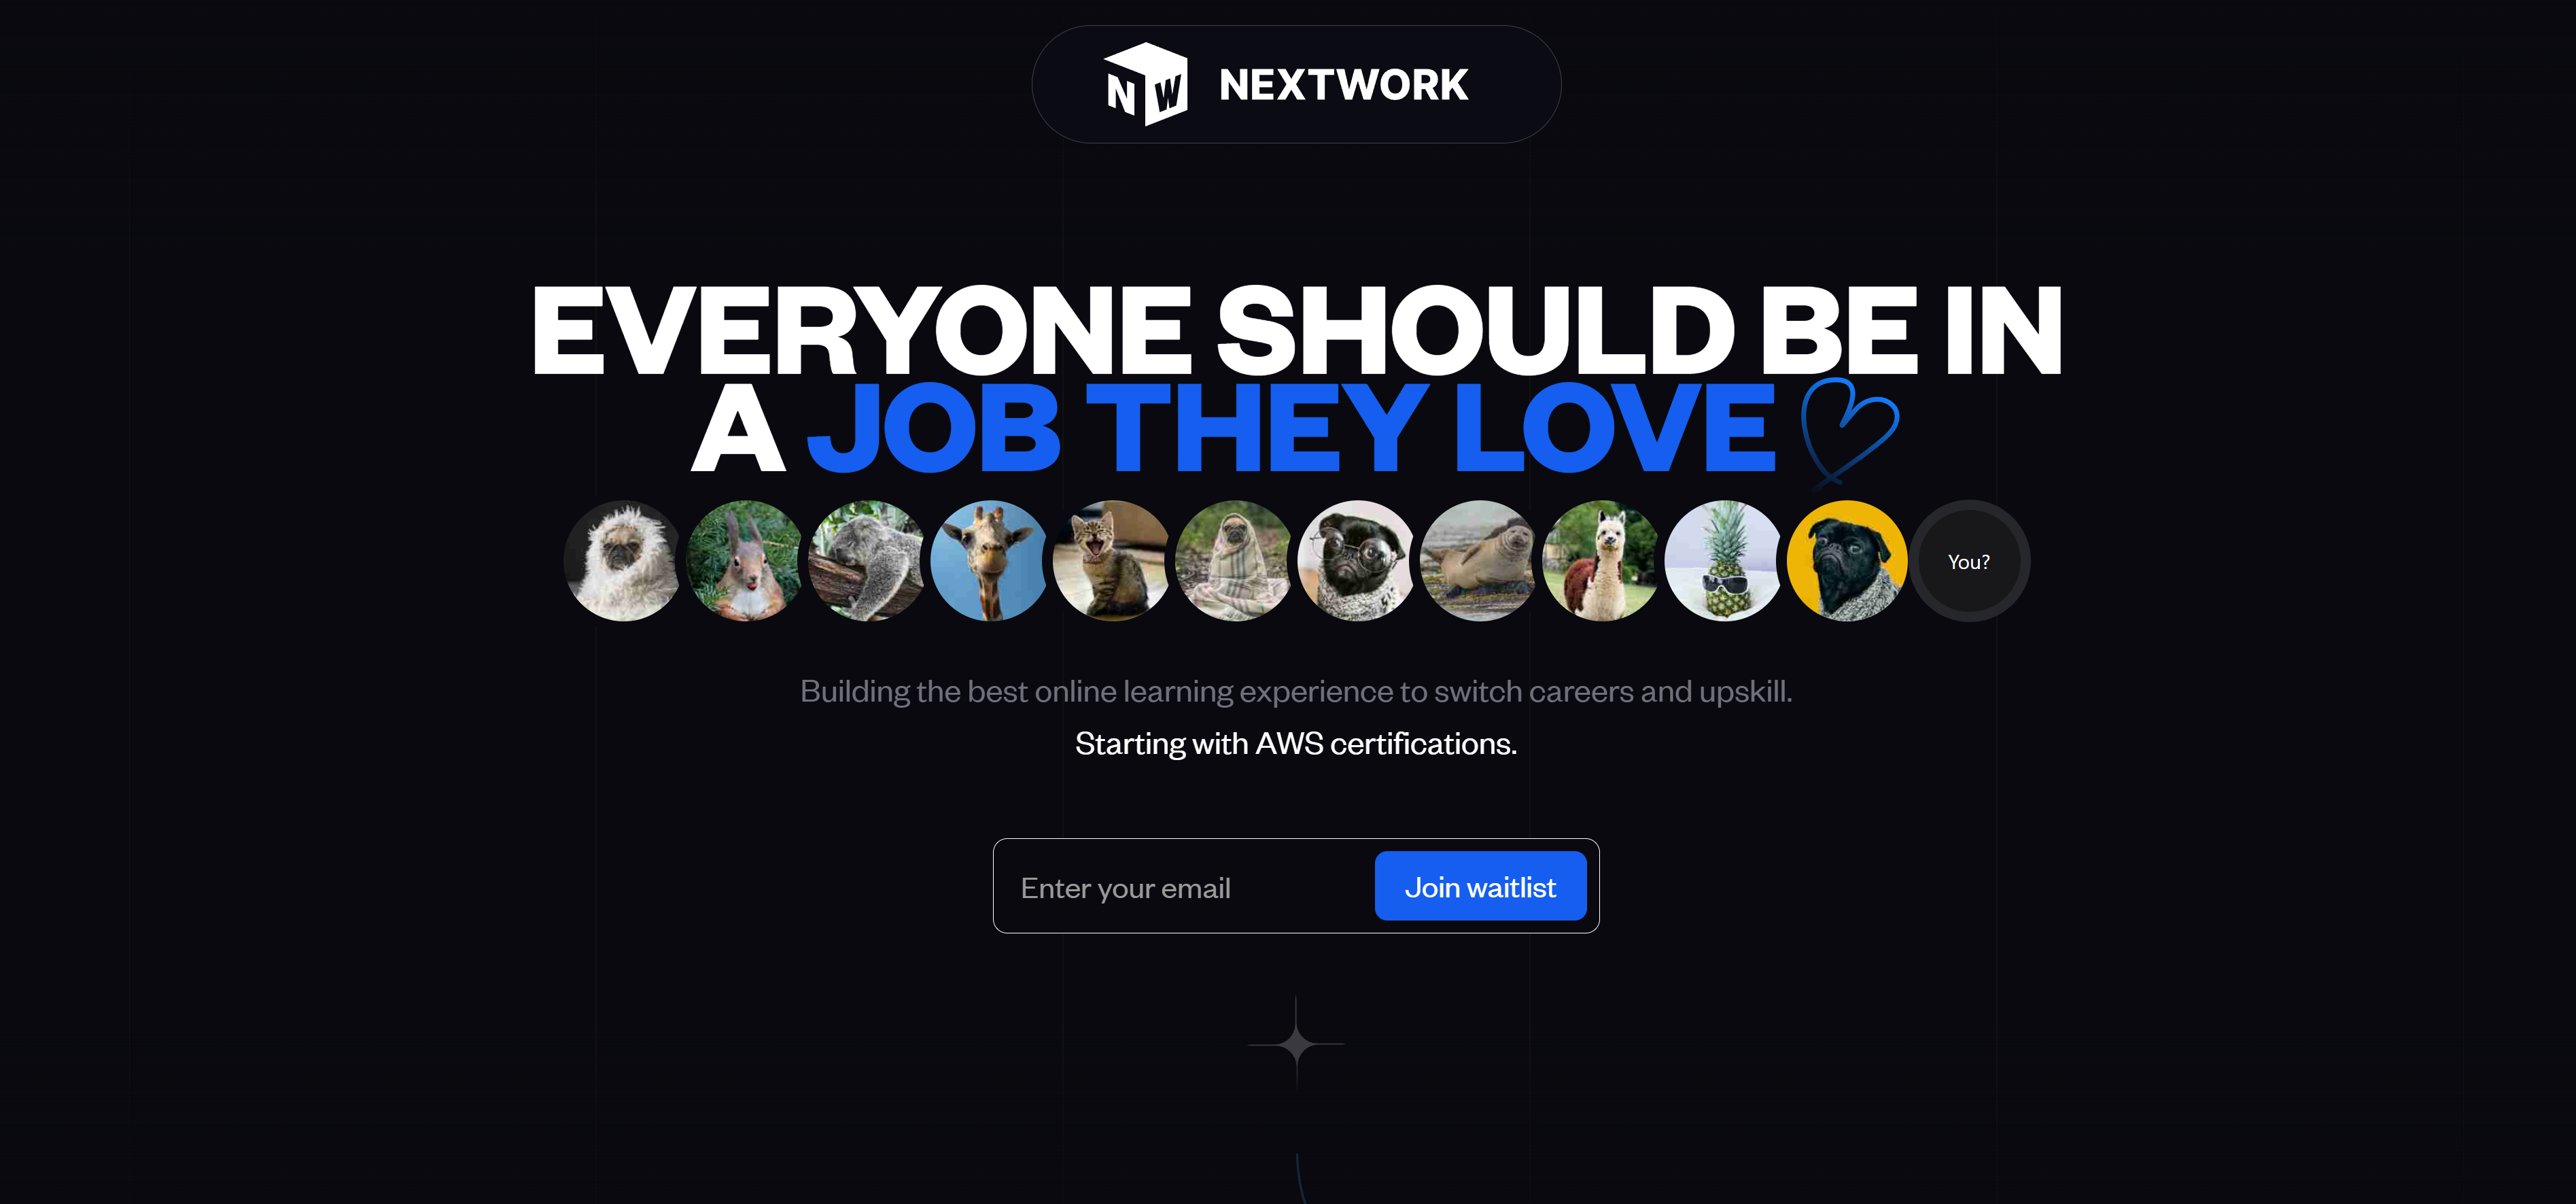 NW NEXTWORK
EVERYONE SHOULD BE IN
A JOB THEY LOVE
You?
Building the best online learning experience to switch careers and upskill.
Starting with AWS certifications.
Enter your email
Join waitlist